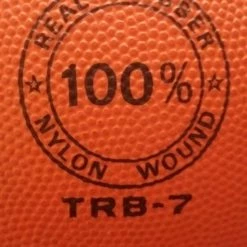 REAL RUBBER
100%
NYLON WOUND
TRB-7